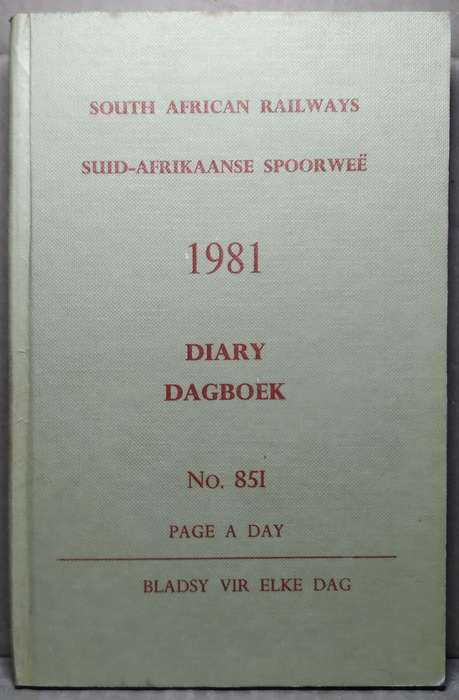 SOUTH AFRICAN RAILWAYS
SUID-AFRIKAANSE SPOORWEË
1981
DIARY
DAGBOEK
No. 851
PAGE A DAY
BLADSY VIR ELKE DAG